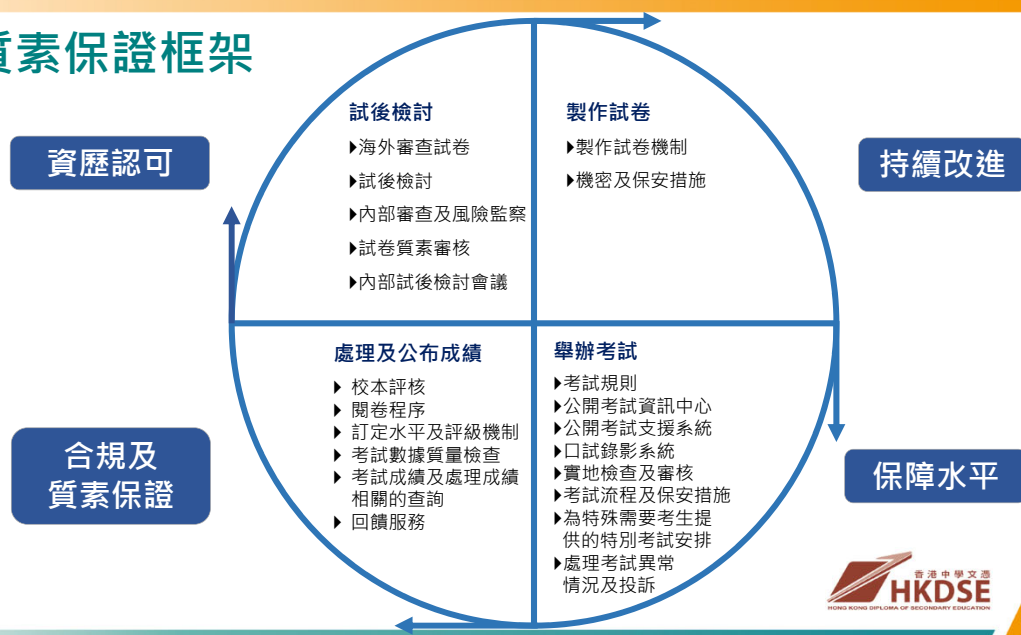 質素保證框架
資歷認可
合規及
質素保證
試後檢討
▶海外審查試卷
▶試後檢討
▶內部審查及風險監察
▶試卷質素審核
▶內部試後檢討會議
製作試卷
▶製作試卷機制
▶機密及保安措施
處理及公布成績
▶ 校本評核
▶ 閱卷程序
▶ 訂定水平及評級機制
▶ 考試數據質量檢查
▶ 考試成績及處理成績
相關的查詢
▶ 回饋服務
舉辦考試
▶考試規則
▶公開考試資訊中心
▶公開考試支援系統
▶口試錄影系統
▶實地檢查及審核
▶考試流程及保安措施
▶為特殊需要考生提
供的特別考試安排
▶處理考試異常
情況及投訴
持續改進
保障水平
香港中學文憑
HKDSE
HONG KONG DIPLOMA OF SECONDARY EDUCATION